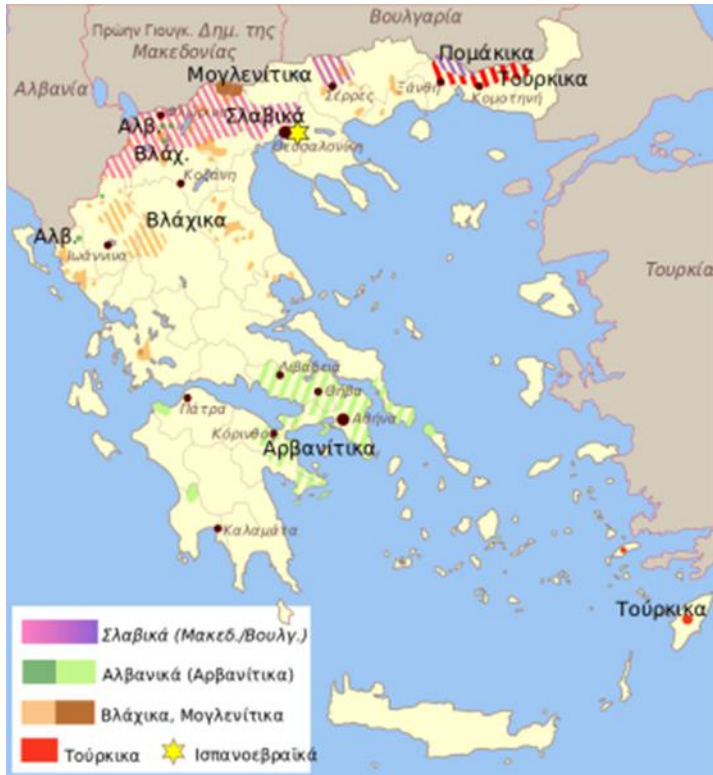 Βουλγαρία
Πρώην Γιουγκ. Δημ. της
Μακεδονίας
Αλβανία
Πομάκικα
Μογλενίτικα
Τούρκικα
Σέρρες
Ξάνθη
Κομοτηνή
Σλαβικά
Αλβ.
Θεσσαλονίκη
Βλάχ.
Κοζάνη
Βλάχικα
Αλβ.
Ιωάννινα
Τουρκία
Λιβαδειά
Θήβα
Πάτρα
Αθήνα
Κόρινθος
Αρβανίτικα
Καλαμάτα
Τούρκικα
Σλαβικά (Μακεδ./Βουλγ.)
Αλβανικά (Αρβανίτικα)
Βλάχικα, Μογλενίτικα
Τούρκικα
Ισπανοεβραϊκά